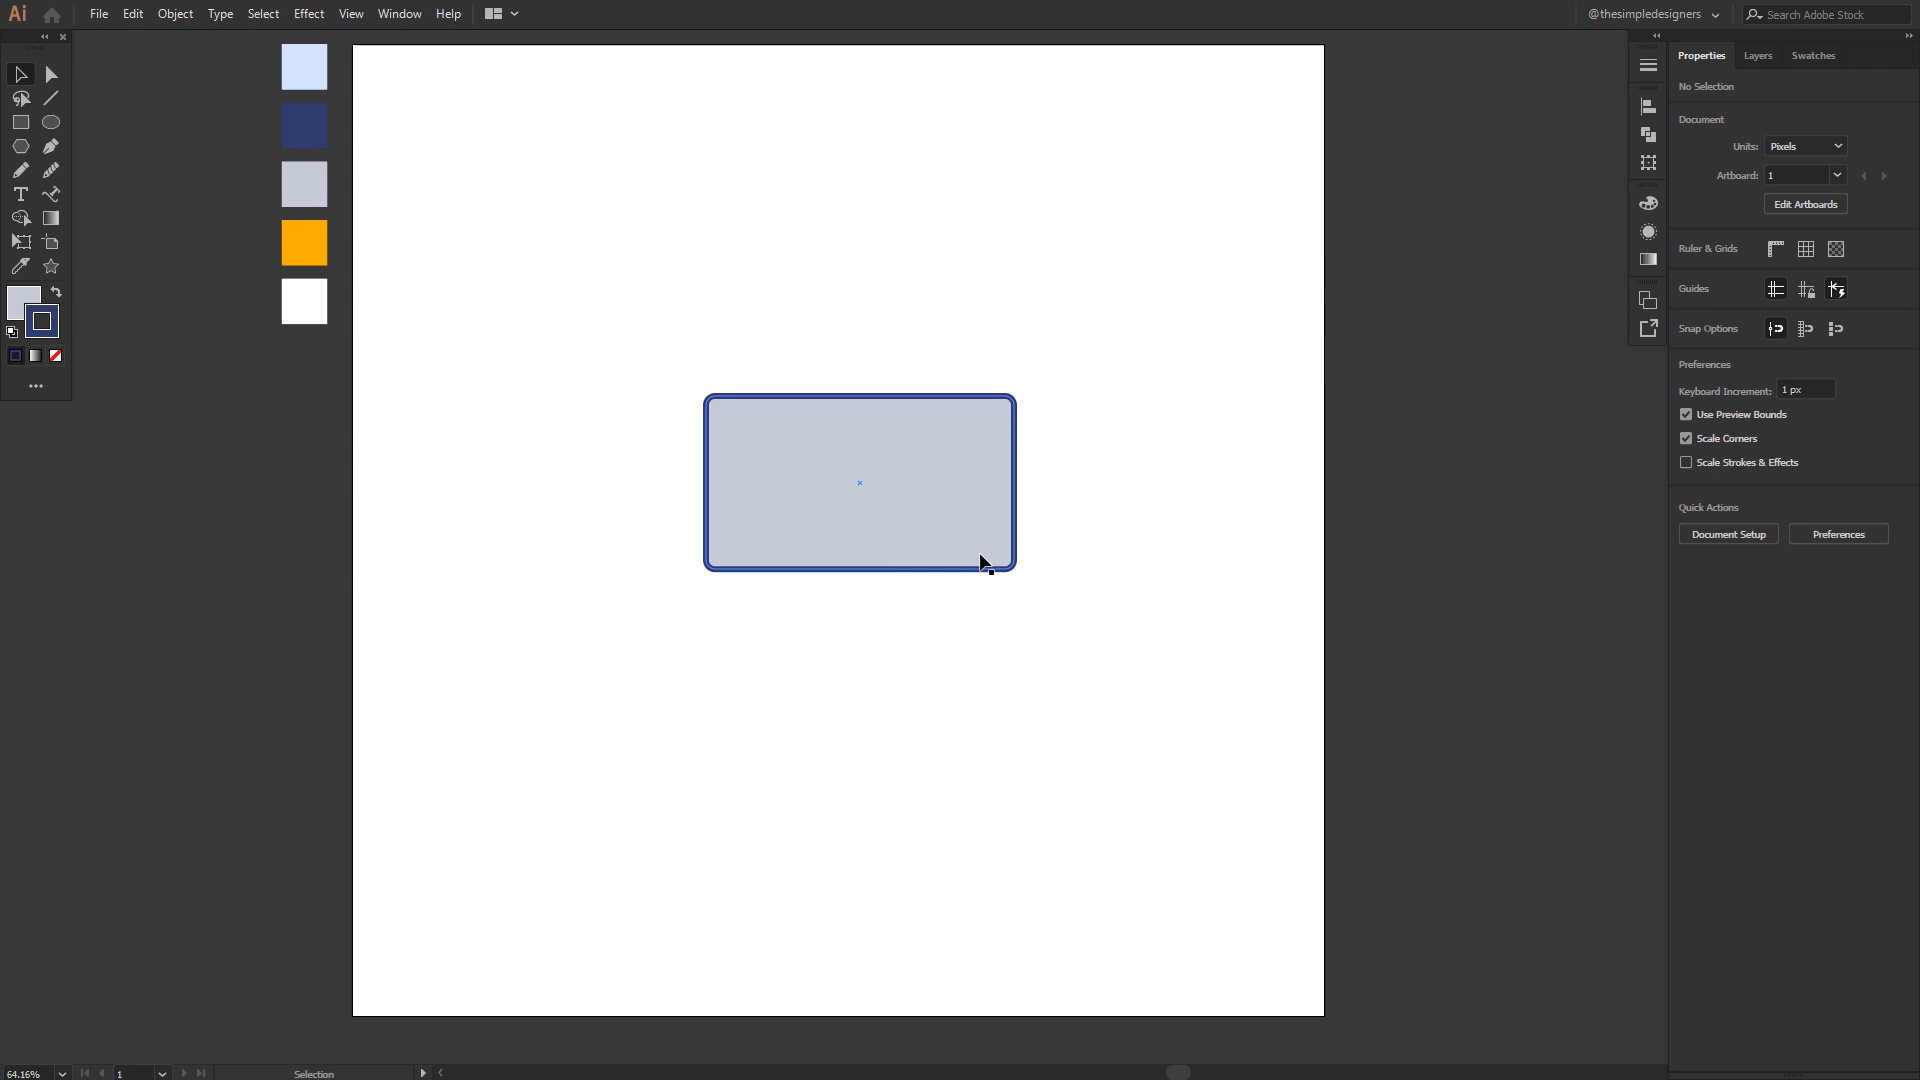 Ai File Edit Object Type Select Effect View Window Help @thesimpledesigners Search Adobe Stock
Properties Layers Swatches
No Selection
Document
Units: Pixels
Artboard: 1
Edit Artboards
Ruler & Grids
Guides
Snap Options
Preferences
Keyboard Increment: 1 px
Use Preview Bounds
Scale Corners
Scale Strokes & Effects
Quick Actions
Document Setup Preferences
64.16% 1 Selection